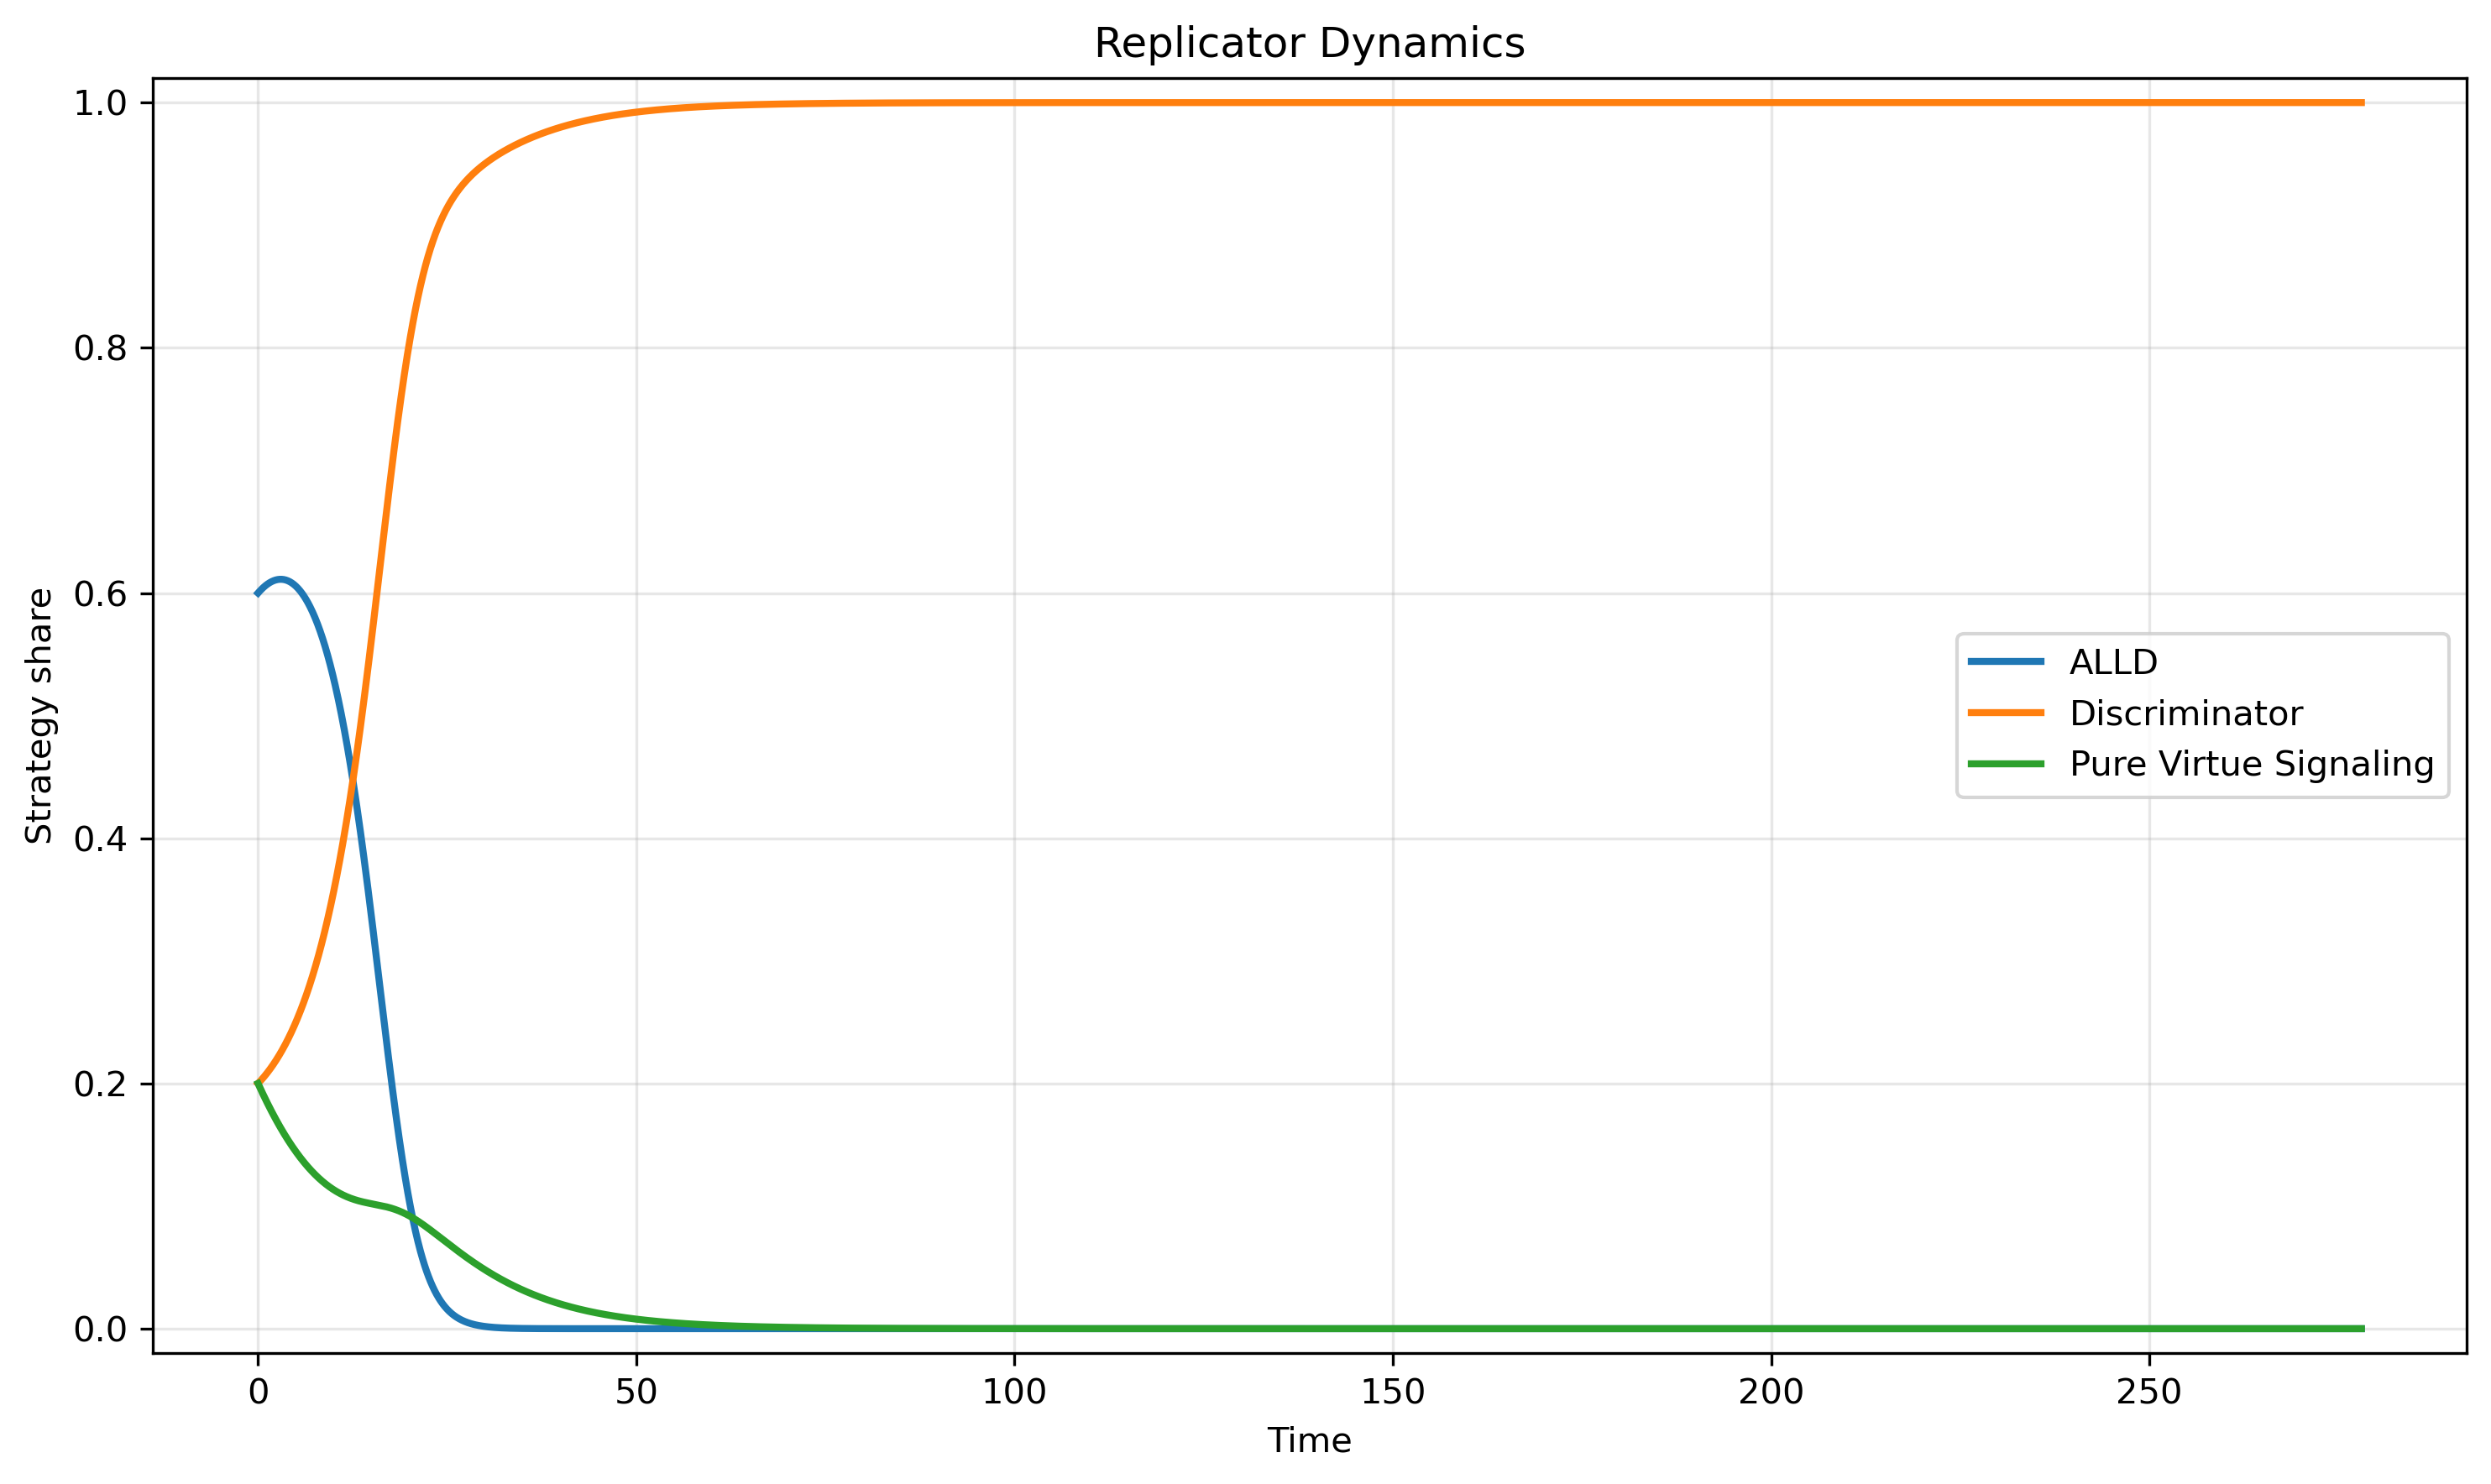 Replicator Dynamics
Strategy share
1.0
0.8
0.6
0.4
0.2
0.0
ALLD
Discriminator
Pure Virtue Signaling
0
50
100
150
200
250
Time